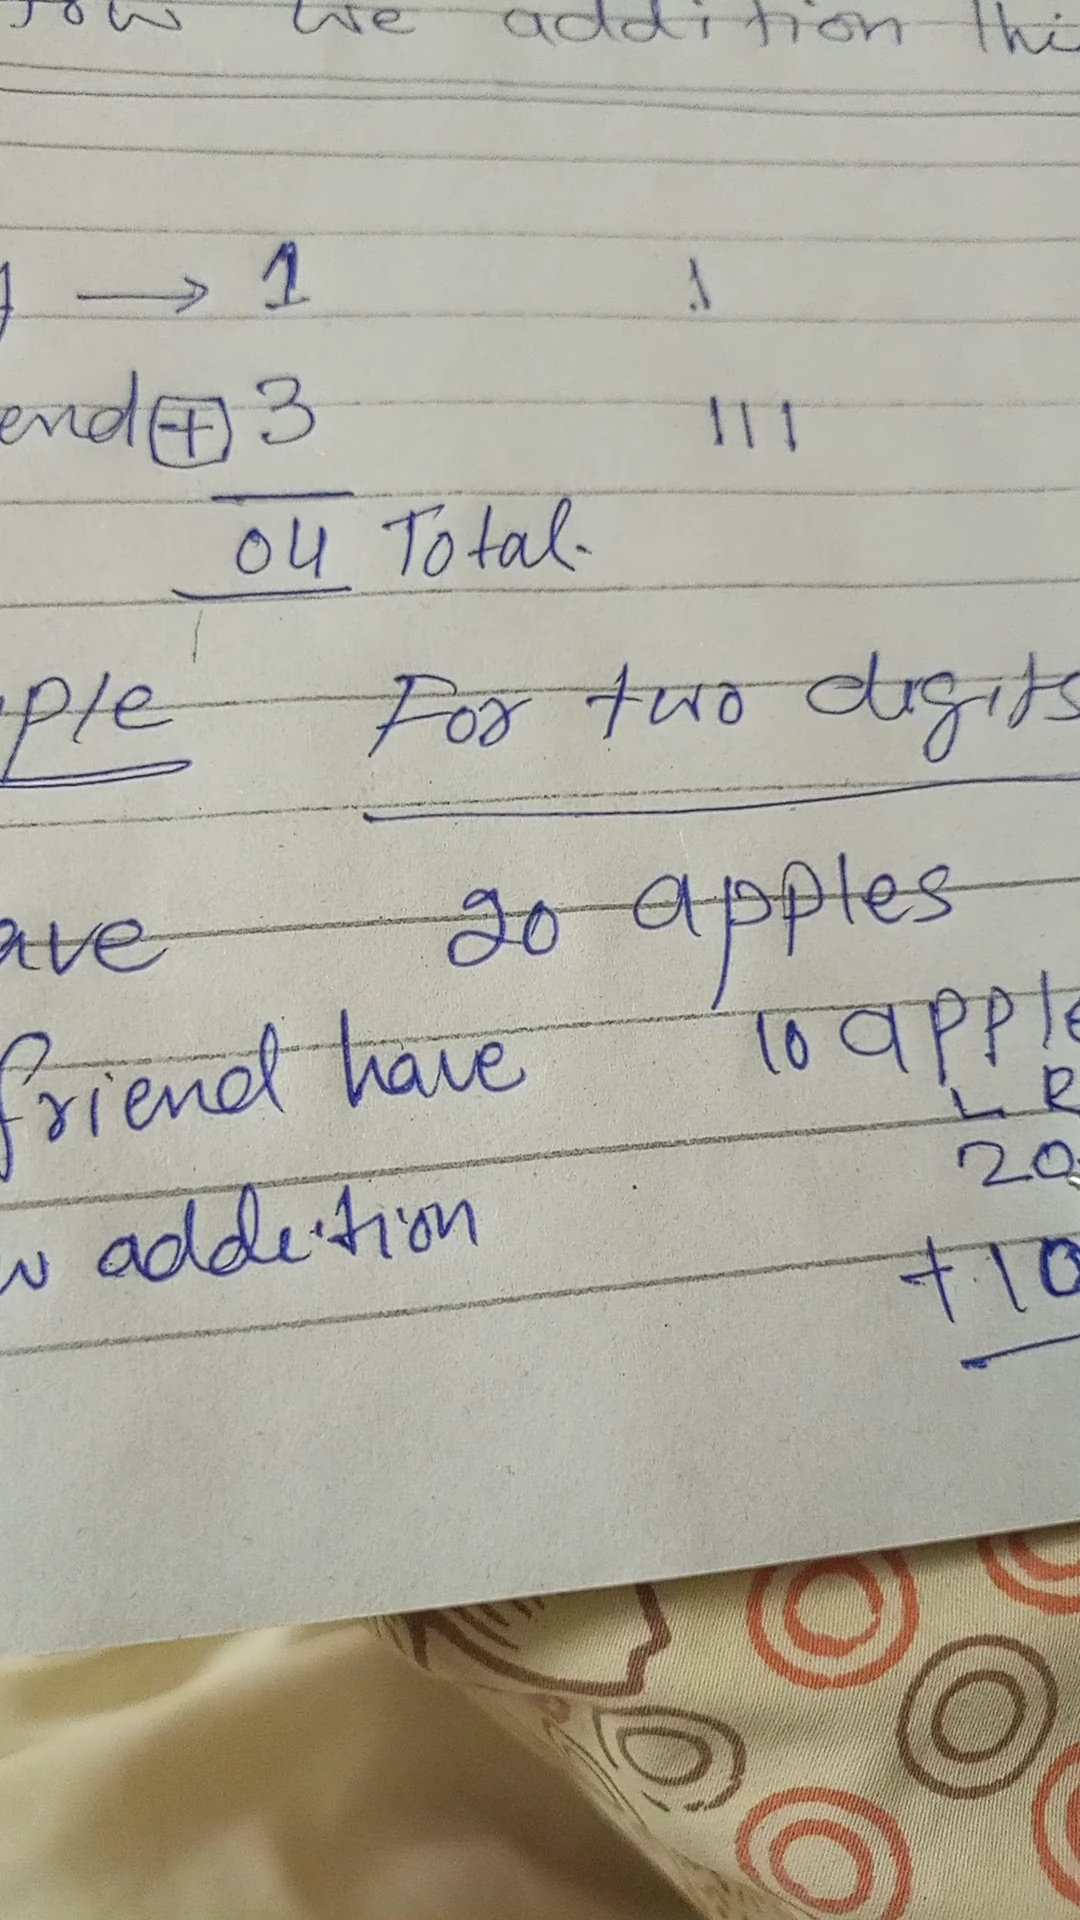 we addition
→ 1 1
end + 3 111
04 Total.
ple For two digits
ave 20 apples
friend have 10 apple
L R
20
addition
+10